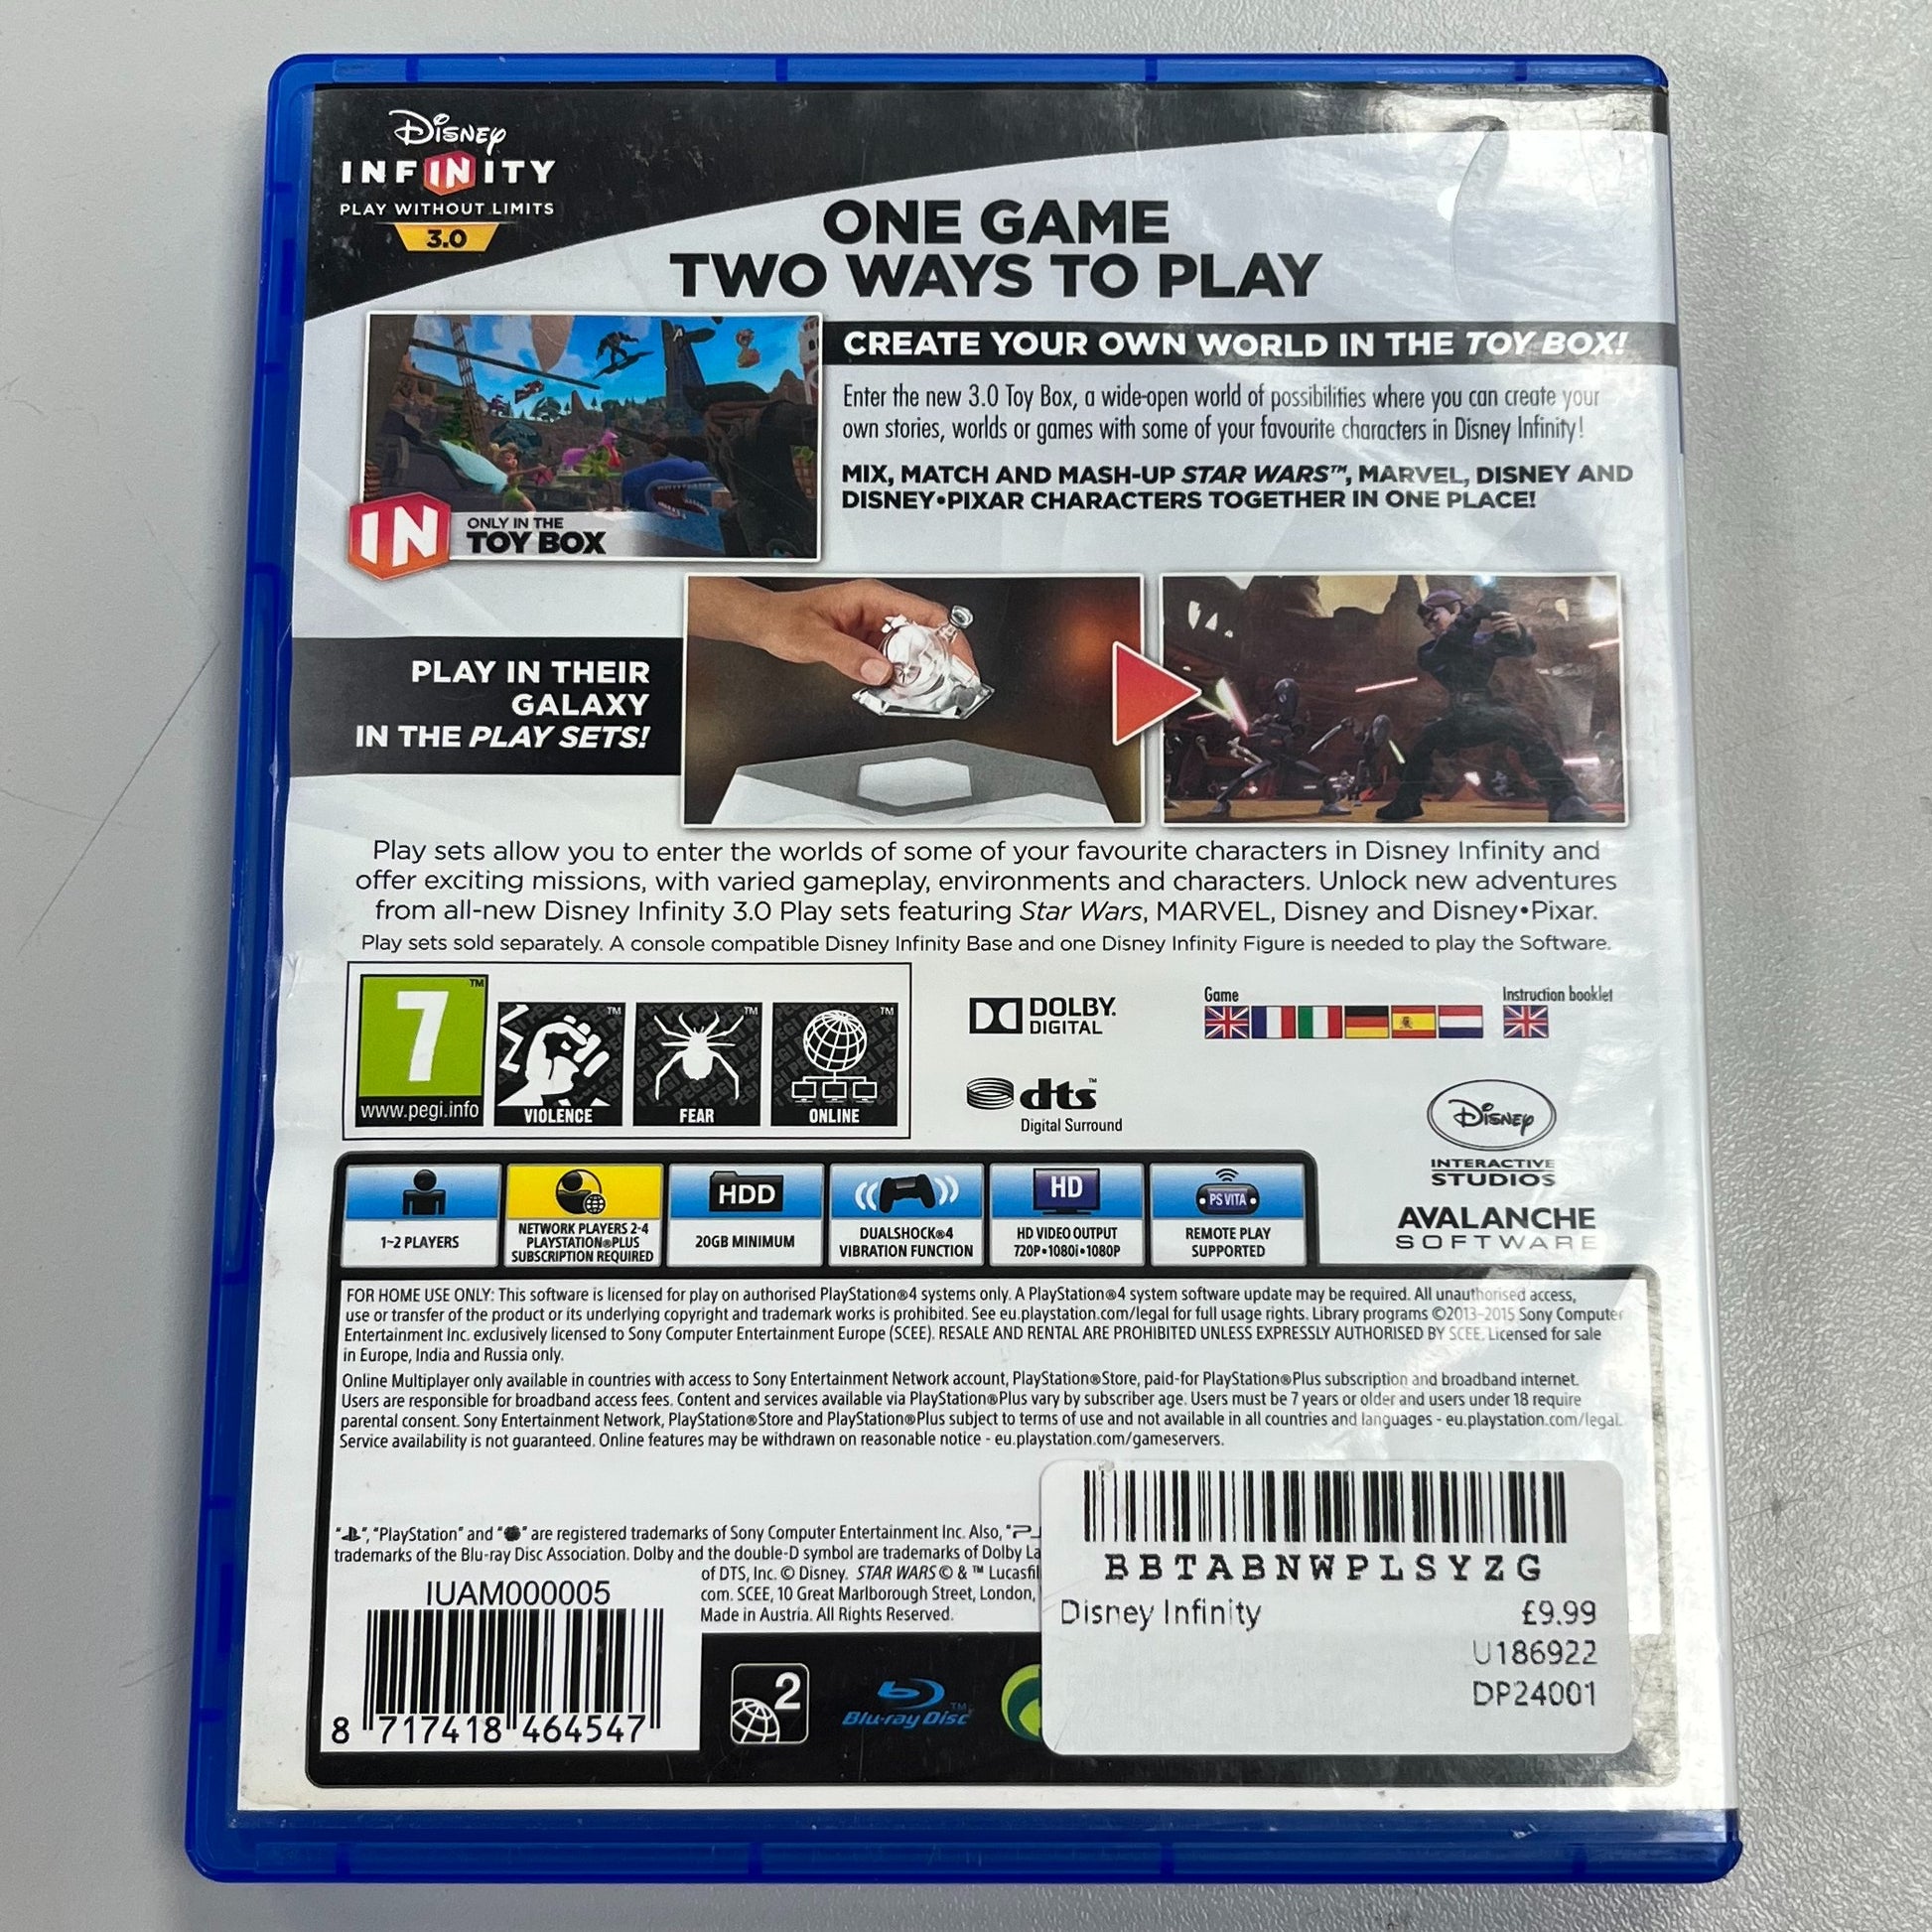 Disney
INFINITY
PLAY WITHOUT LIMITS
3.0
ONE GAME
TWO WAYS TO PLAY
CREATE YOUR OWN WORLD IN THE TOY BOX!
Enter the new 3.0 Toy Box, a wide-open world of possibilities where you can create your
own stories, worlds or games with some of your favourite characters in Disney Infinity!
MIX, MATCH AND MASH-UP STAR WARS™, MARVEL, DISNEY AND
DISNEY•PIXAR CHARACTERS TOGETHER IN ONE PLACE!
IN
ONLY IN THE
TOY BOX
PLAY IN THEIR
GALAXY
IN THE PLAY SETS!
Play sets allow you to enter the worlds of some of your favourite characters in Disney Infinity and
offer exciting missions, with varied gameplay, environments and characters. Unlock new adventures
from all-new Disney Infinity 3.0 Play sets featuring Star Wars, MARVEL, Disney and Disney•Pixar.
Play sets sold separately. A console compatible Disney Infinity Base and one Disney Infinity Figure is needed to play the Software.
7™
www.pegi.info
VIOLENCE
FEAR
ONLINE
DOLBY.
DIGITAL
dts™
Digital Surround
Game
Instruction booklet
Disney
INTERACTIVE
STUDIOS
AVALANCHE
SOFTWARE
1-2 PLAYERS
NETWORK PLAYERS 2-4
PLAYSTATION®PLUS
SUBSCRIPTION REQUIRED
HDD
20GB MINIMUM
DUALSHOCK®4
VIBRATION FUNCTION
HD
HD VIDEO OUTPUT
720P•1080i•1080P
PS VITA
REMOTE PLAY
SUPPORTED
FOR HOME USE ONLY: This software is licensed for play on authorised PlayStation®4 systems only. A PlayStation®4 system software update may be required. All unauthorised access,
use or transfer of the product or its underlying copyright and trademark works is prohibited. See eu.playstation.com/legal for full usage rights. Library programs ©2013-2015 Sony Computer
Entertainment Inc. exclusively licensed to Sony Computer Entertainment Europe (SCEE). RESALE AND RENTAL ARE PROHIBITED UNLESS EXPRESSLY AUTHORISED BY SCEE. Licensed for sale
in Europe, India and Russia only.
Online Multiplayer only available in countries with access to Sony Entertainment Network account, PlayStation®Store, paid-for PlayStation®Plus subscription and broadband internet.
Users are responsible for broadband access fees. Content and services available via PlayStation®Plus vary by subscriber age. Users must be 7 years or older and users under 18 require
parental consent. Sony Entertainment Network, PlayStation®Store and PlayStation®Plus subject to terms of use and not available in all countries and languages - eu.playstation.com/legal.
Service availability is not guaranteed. Online features may be withdrawn on reasonable notice - eu.playstation.com/gameservers.
"PlayStation" and are registered trademarks of Sony Computer Entertainment Inc. Also,
trademarks of the Blu-ray Disc Association. Dolby and the double-D symbol are trademarks of Dolby La
of DTS, Inc. © Disney. STAR WARS © & ™ Lucasfil
com. SCEE, 10 Great Marlborough Street, London,
Made in Austria. All Rights Reserved.
IUAM000005
8 717418 464547
2
Blu-ray Disc™
BBTABNWPLSYZG
Disney Infinity £9.99
U186922
DP24001